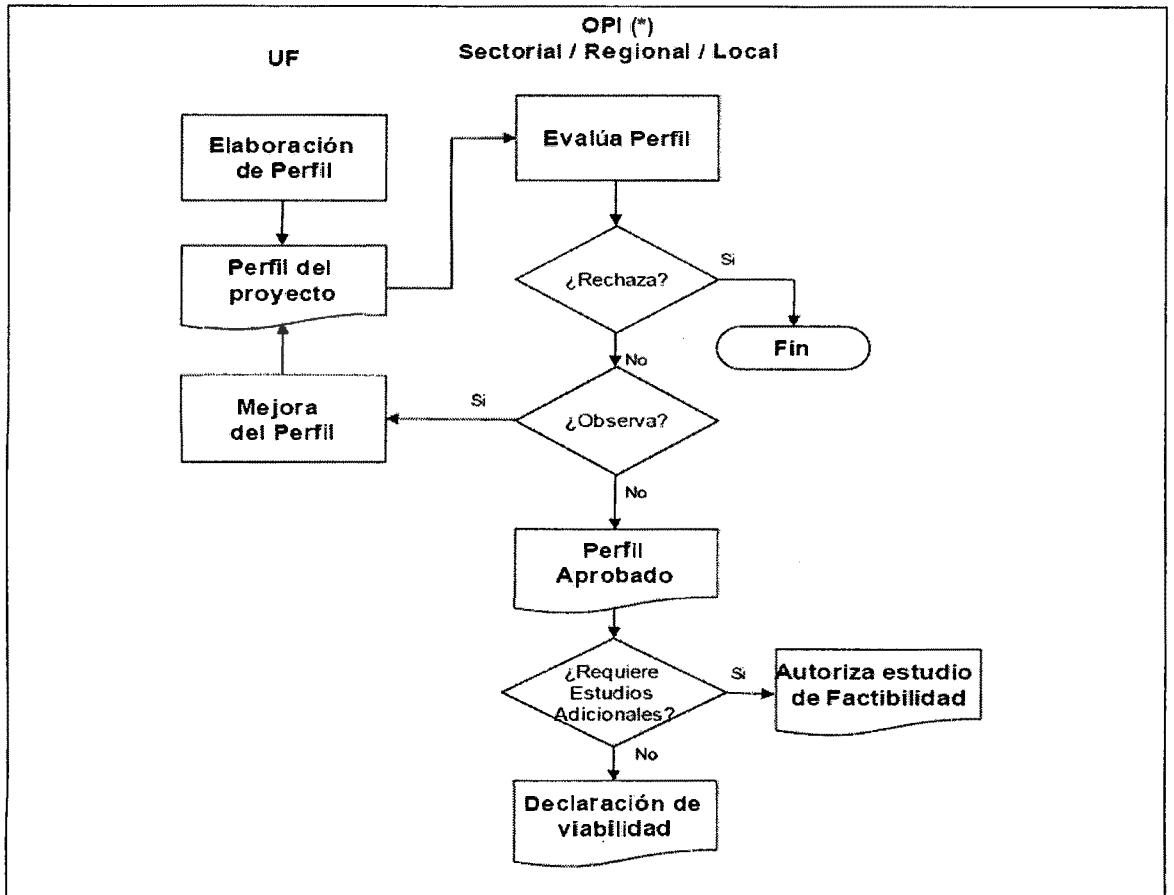 OPI (*)
Sectorial / Regional / Local
UF
Elaboración
de Perfil
Evalúa Perfil
Perfil del
proyecto
¿Rechaza?
Si
Fin
No
Mejora
del Perfil
Si
¿Observa?
No
Perfil
Aprobado
¿Requiere
Estudios
Adicionales?
Si
Autoriza estudio
de Factibilidad
No
Declaración de
viabilidad